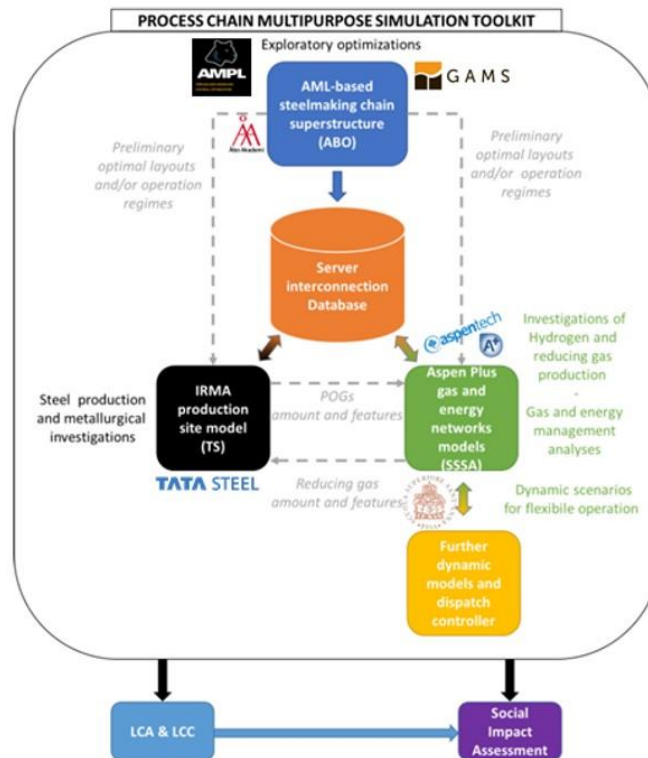 PROCESS CHAIN MULTIPURPOSE SIMULATION TOOLKIT
Exploratory optimizations
AMPL
GAMS
AML-based
steelmaking chain
superstructure
(ABO)
Åbo Akademi
Preliminary
optimal layouts
and/or operation
regimes
Preliminary
optimal layouts
and/or operation
regimes
Server
interconnection
Database
aspentech
A+
Steel production
and metallurgical
investigations
IRMA
production
site model
(TS)
TATA STEEL
POGs
amount and features
Reducing gas
amount and features
Aspen Plus
gas and
energy
networks
models
(SSSA)
Investigations of
Hydrogen and
reducing gas
production
-
Gas and energy
management
analyses
Dynamic scenarios
for flexibile operation
Further
dynamic
models and
dispatch
controller
LCA & LCC
Social
Impact
Assessment